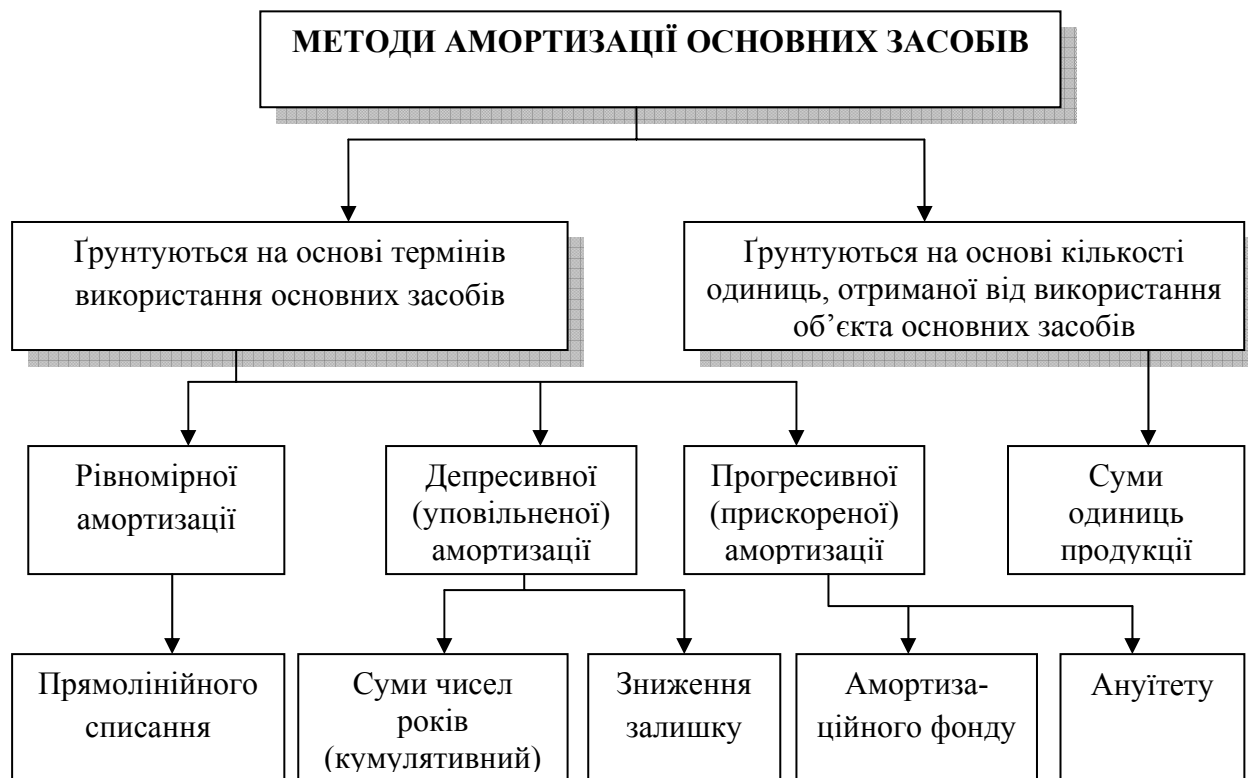 МЕТОДИ АМОРТИЗАЦІЇ ОСНОВНИХ ЗАСОБІВ
Ґрунтуються на основі термінів
використання основних засобів
Ґрунтуються на основі кількості
одиниць, отриманої від використання
об’єкта основних засобів
Рівномірної
амортизації
Депресивної
(уповільненої)
амортизації
Прогресивної
(прискореної)
амортизації
Суми
одиниць
продукції
Прямолінійного
списання
Суми чисел
років
(кумулятивний)
Зниження
залишку
Амортиза-
ційного фонду
Ануїтету